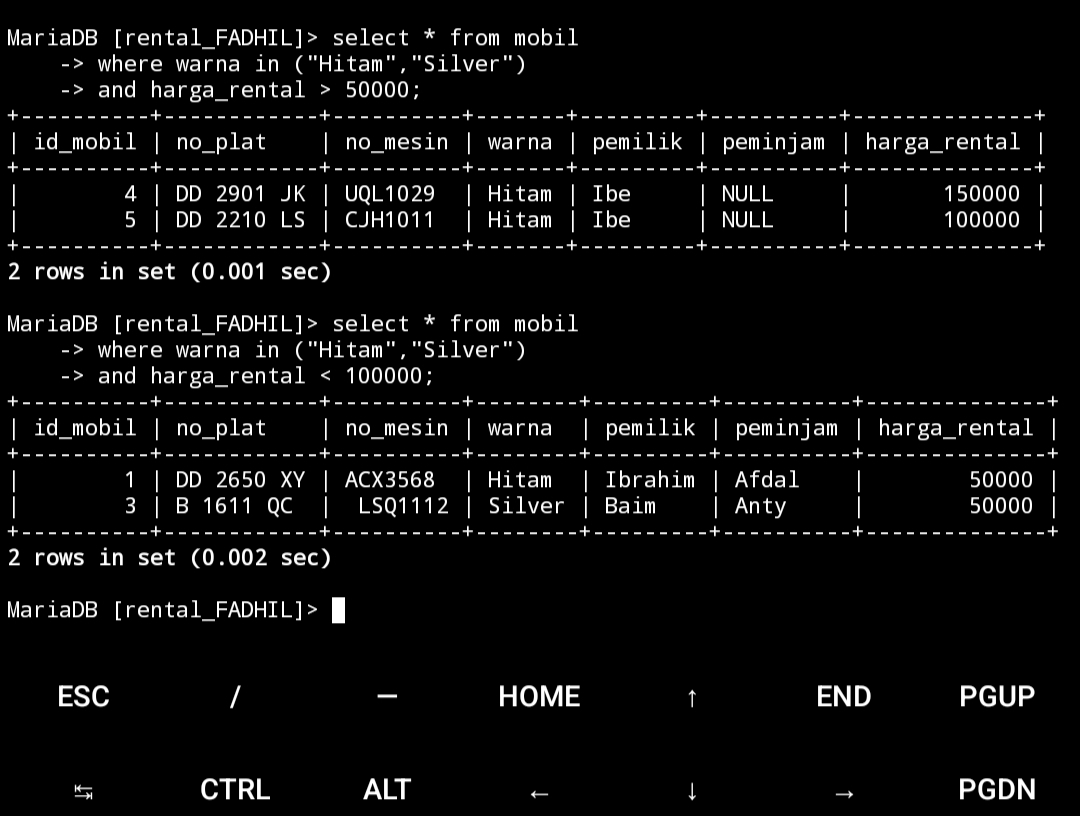 MariaDB [rental_FADHIL]> select * from mobil
    -> where warna in ("Hitam","Silver")
    -> and harga_rental > 50000;
+----------+------------+----------+-------+---------+----------+--------------+
| id_mobil | no_plat    | no_mesin | warna | pemilik | peminjam | harga_rental |
+----------+------------+----------+-------+---------+----------+--------------+
|        4 | DD 2901 JK | UQL1029  | Hitam | Ibe     | NULL     |       150000 |
|        5 | DD 2210 LS | CJH1011  | Hitam | Ibe     | NULL     |       100000 |
+----------+------------+----------+-------+---------+----------+--------------+
2 rows in set (0.001 sec)

MariaDB [rental_FADHIL]> select * from mobil
    -> where warna in ("Hitam","Silver")
    -> and harga_rental < 100000;
+----------+------------+----------+--------+---------+----------+--------------+
| id_mobil | no_plat    | no_mesin | warna  | pemilik | peminjam | harga_rental |
+----------+------------+----------+--------+---------+----------+--------------+
|        1 | DD 2650 XY | ACX3568  | Hitam  | Ibrahim | Afdal    |        50000 |
|        3 | B 1611 QC  |  LSQ1112 | Silver | Baim    | Anty     |        50000 |
+----------+------------+----------+--------+---------+----------+--------------+
2 rows in set (0.002 sec)

MariaDB [rental_FADHIL]>
ESC / — HOME ↑ END PGUP
↹ CTRL ALT ← ↓ → PGDN